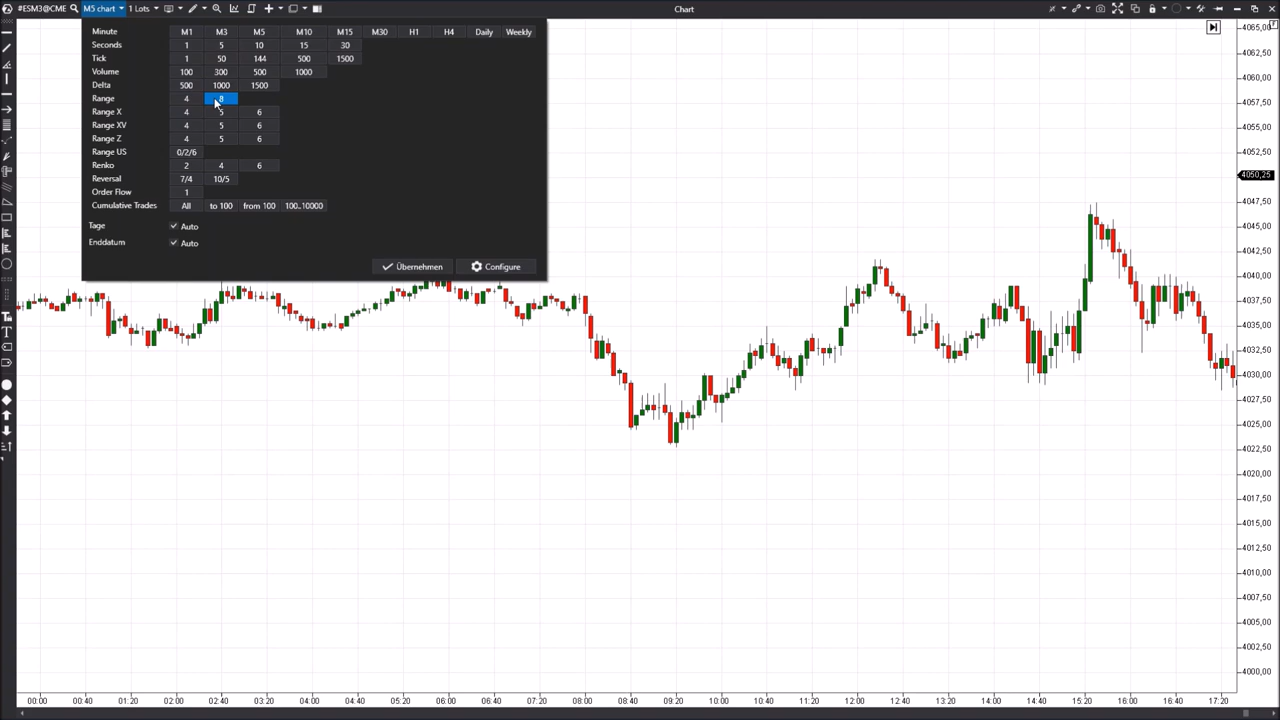 #ESM3@CME M5 chart 1 Lots Chart
Minute M1 M3 M5 M10 M15 M30 H1 H4 Daily Weekly
Seconds 1 5 10 15 30
Tick 1 50 144 500 1500
Volume 100 300 500 1000
Delta 500 1000 1500
Range 4 8
Range X 4 5 6
Range XV 4 5 6
Range Z 4 5 6
Range US 0/2/6
Renko 2 4 6
Reversal 7/4 10/5
Order Flow 1
Cumulative Trades All to 100 from 100 100..10000
Tage Auto
Enddatum Auto
Übernehmen Configure
4065,00
4062,50
4060,00
4057,50
4055,00
4052,50
4050,25
4047,50
4045,00
4042,50
4040,00
4037,50
4035,00
4032,50
4030,00
4027,50
4025,00
4022,50
4020,00
4017,50
4015,00
4012,50
4010,00
4007,50
4005,00
4002,50
4000,00
00:00 00:40 01:20 02:00 02:40 03:20 04:00 04:40 05:20 06:00 06:40 07:20 08:00 08:40 09:20 10:00 10:40 11:20 12:00 12:40 13:20 14:00 14:40 15:20 16:00 16:40 17:20